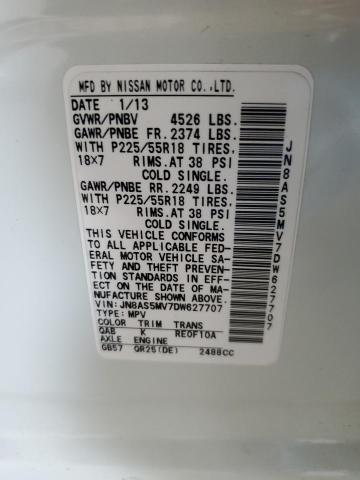 MFD BY NISSAN MOTOR CO.,LTD.
DATE 1/13
GVWR/PNBV 4526 LBS.
GAWR/PNBE FR. 2374 LBS.
WITH P225/55R18 TIRES,
18x7 RIMS.AT 38 PSI
COLD SINGLE.
GAWR/PNBE RR. 2249 LBS.
WITH P225/55R18 TIRES,
18x7 RIMS.AT 38 PSI
COLD SINGLE.
THIS VEHICLE CONFORMS
TO ALL APPLICABLE FED-
ERAL MOTOR VEHICLE SA-
FETY AND THEFT PREVENTION
STANDARDS IN EFFECT ON
THE DATE OF MA-
NUFACTURE SHOWN ABOVE.
VIN: JN8AS5MV7DW627707
TYPE: MPV
COLOR TRIM TRANS
QAB K RE0F10A
AXLE ENGINE
GB57 QR25(DE) 2488CC
JN8AS5MV7DW627707